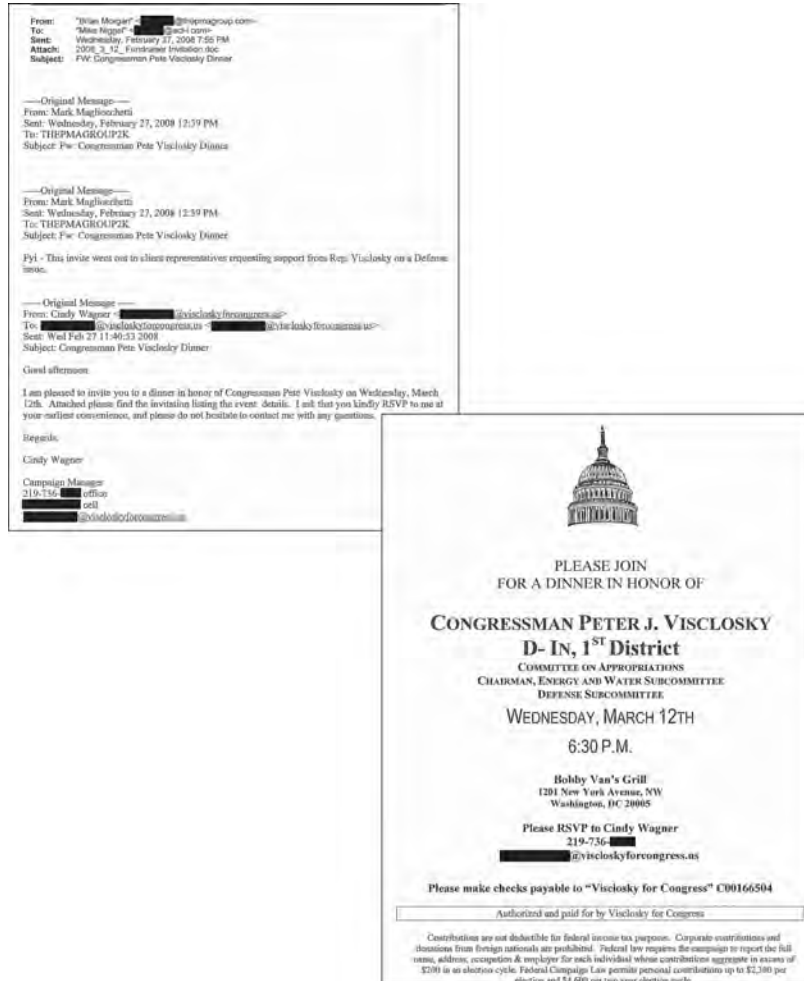 From: "Brian Morgan" < @thepmagroup.com>
To: "Mike Niggel" < @acl-i.com>
Sent: Wednesday, February 27, 2008 7:55 PM
Attach: 2008_3_12_ Fundraiser Invitation.doc
Subject: FW: Congressman Pete Visclosky Dinner
-----Original Message-----
From: Mark Magliocchetti
Sent: Wednesday, February 27, 2008 12:59 PM
To: THEPMAGROUP2K
Subject: Fw: Congressman Pete Visclosky Dinner
-----Original Message-----
From: Mark Magliocchetti
Sent: Wednesday, February 27, 2008 12:59 PM
To: THEPMAGROUP2K
Subject: Fw: Congressman Pete Visclosky Dinner
Fyi - This invite went out to client representatives requesting support from Rep. Visclosky on a Defense
issue.
----- Original Message -----
From: Cindy Wagner < @viscloskyforcongress.us>
To: @viscloskyforcongress.us < @viscloskyforcongress.us>
Sent: Wed Feb 27 11:40:53 2008
Subject: Congressman Pete Visclosky Dinner
Good afternoon
I am pleased to invite you to a dinner in honor of Congressman Pete Visclosky on Wednesday, March
12th. Attached please find the invitation listing the event details. I ask that you kindly RSVP to me at
your earliest convenience, and please do not hesitate to contact me with any questions.
Regards,
Cindy Wagner
Campaign Manager
219-736- office
cell
@viscloskyforcongress.us
PLEASE JOIN
FOR A DINNER IN HONOR OF
CONGRESSMAN PETER J. VISCLOSKY
D- IN, 1ST District
COMMITTEE ON APPROPRIATIONS
CHAIRMAN, ENERGY AND WATER SUBCOMMITTEE
DEFENSE SUBCOMMITTEE
WEDNESDAY, MARCH 12TH
6:30 P.M.
Bobby Van's Grill
1201 New York Avenue, NW
Washington, DC 20005
Please RSVP to Cindy Wagner
219-736-
@viscloskyforcongress.us
Please make checks payable to "Visclosky for Congress" C00166504
Authorized and paid for by Visclosky for Congress
Contributions are not deductible for federal income tax purposes. Corporate contributions and
donations from foreign nationals are prohibited. Federal law requires the campaign to report the full
name, address, occupation & employer for each individual whose contributions aggregate in excess of
$200 in an election cycle. Federal Campaign Law permits personal contributions up to $2,300 per
election and $4,600 per two year election cycle.